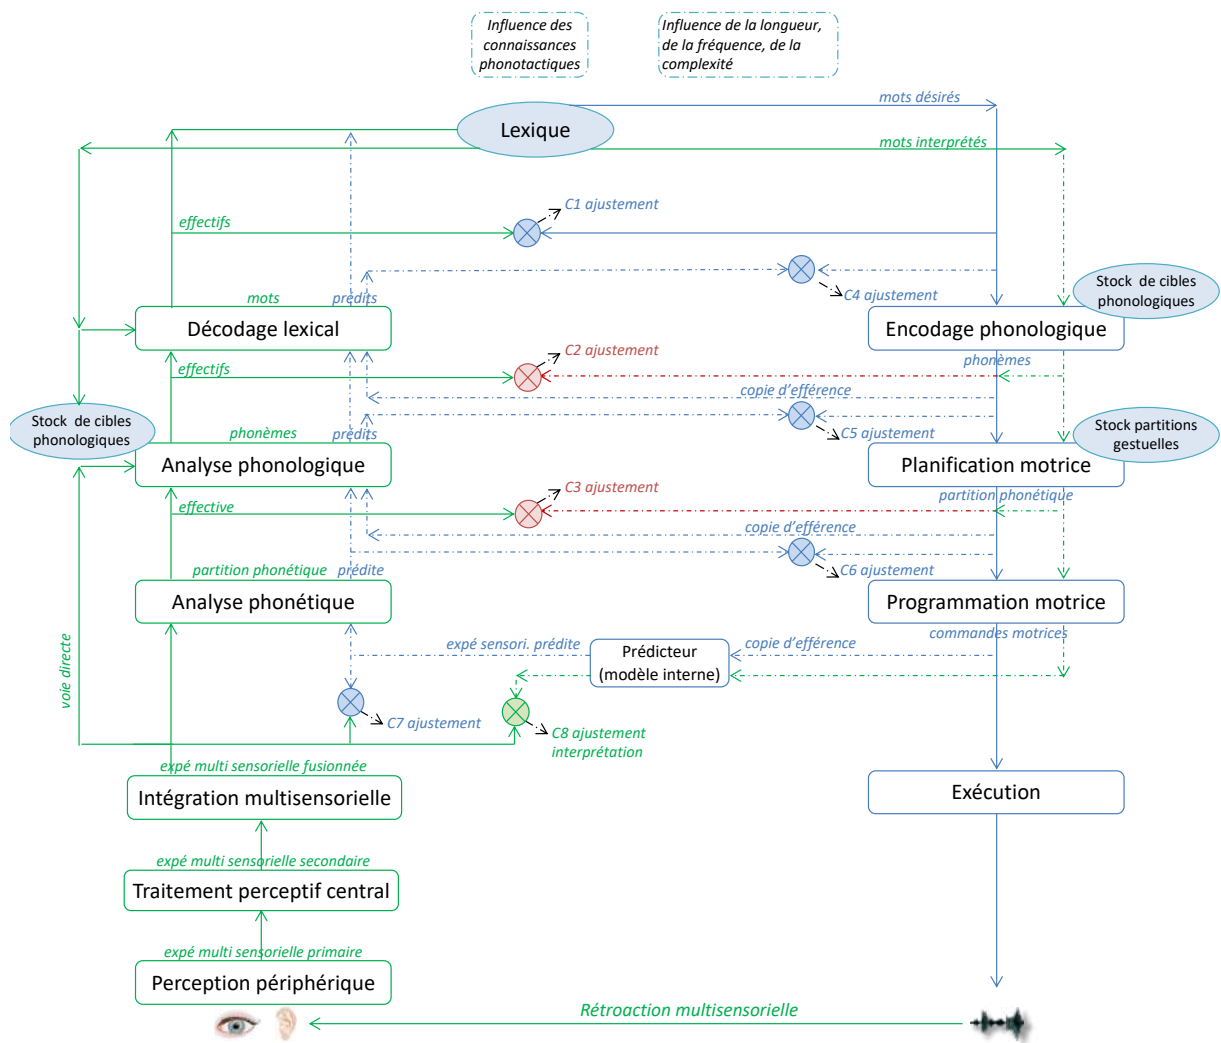 Influence des
connaissances
phonotactiques
Influence de la longueur,
de la fréquence, de la
complexité
mots désirés
Lexique
mots interprétés
C1 ajustement
effectifs
C4 ajustement
Stock de cibles
phonologiques
mots
prédits
Décodage lexical
Encodage phonologique
C2 ajustement
phonèmes
effectifs
copie d'efférence
Stock de cibles
phonologiques
phonèmes
prédits
C5 ajustement
Stock partitions
gestuelles
Analyse phonologique
Planification motrice
C3 ajustement
partition phonétique
effective
copie d'efférence
partition phonétique
prédite
C6 ajustement
Analyse phonétique
Programmation motrice
commandes motrices
voie directe
expé sensori. prédite
Prédicteur
(modèle interne)
copie d'efférence
C7 ajustement
C8 ajustement
interprétation
expé multi sensorielle fusionnée
Intégration multisensorielle
Exécution
expé multi sensorielle secondaire
Traitement perceptif central
expé multi sensorielle primaire
Perception périphérique
Rétroaction multisensorielle